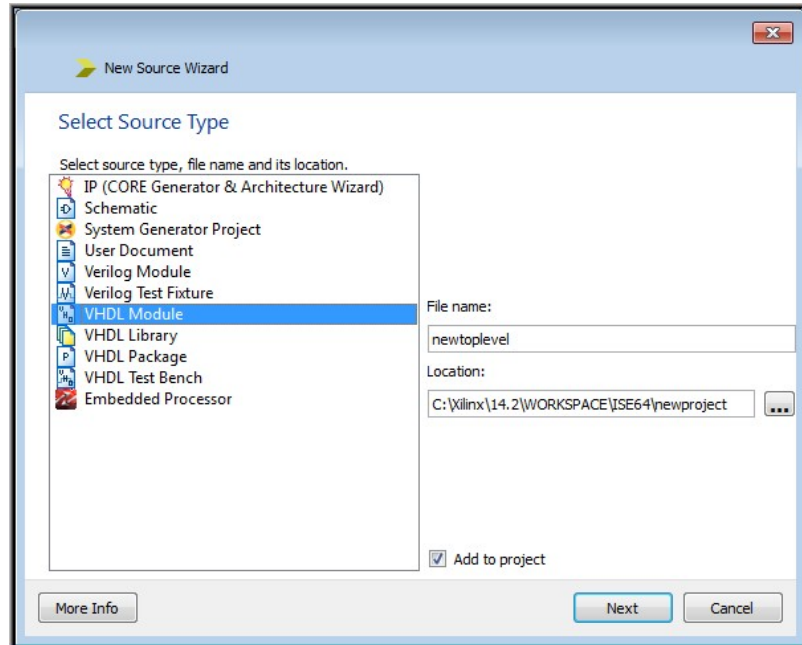 New Source Wizard
Select Source Type
Select source type, file name and its location.
IP (CORE Generator & Architecture Wizard)
Schematic
System Generator Project
User Document
Verilog Module
Verilog Test Fixture
VHDL Module
VHDL Library
VHDL Package
VHDL Test Bench
Embedded Processor
File name:
newtoplevel
Location:
C:\Xilinx\14.2\WORKSPACE\ISE64\newproject
...
Add to project
More Info
Next
Cancel